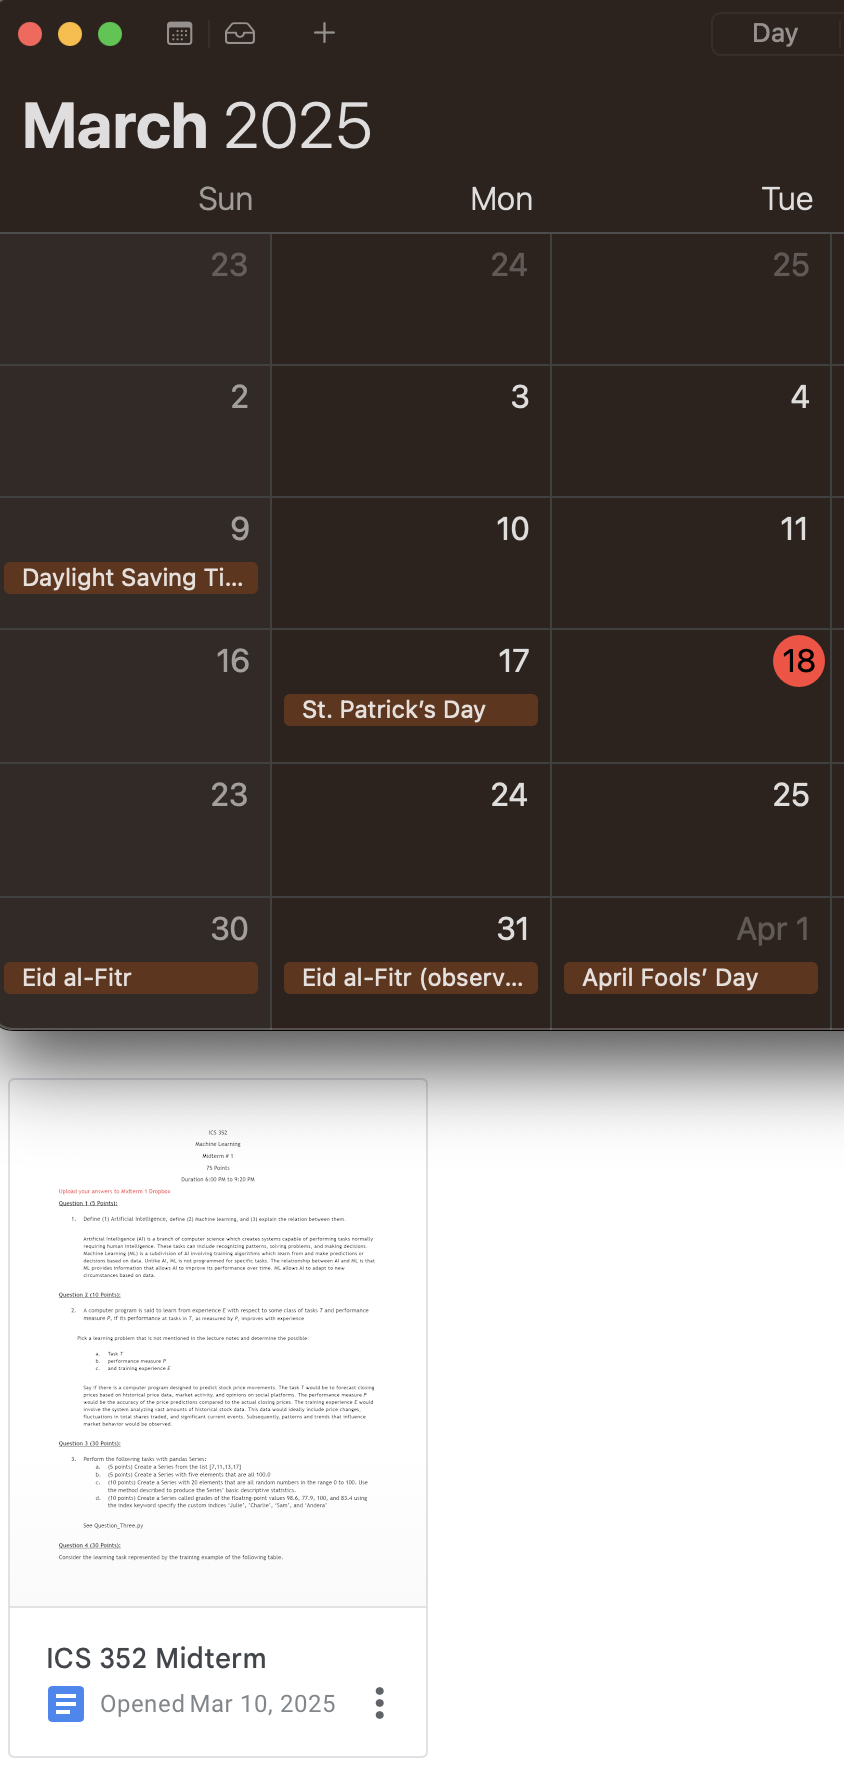 Day
March 2025
Sun Mon Tue
23 24 25
2 3 4
9 10 11
Daylight Saving Ti...
16 17 18
St. Patrick's Day
23 24 25
30 31 Apr 1
Eid al-Fitr Eid al-Fitr (observ... April Fools' Day
ICS 352
Machine Learning
Midterm # 1
75 Points
Duration 6:00 PM to 9:20 PM
Upload your answers to Midterm 1 Dropbox
Question 1 (5 Points):
1. Define (1) Artificial Intelligence, define (2) machine learning, and (3) explain the relation between them.
Artificial Intelligence (AI) is a branch of computer science which creates systems capable of performing tasks normally
requiring human intelligence. These tasks can include recognizing patterns, solving problems, and making decisions.
Machine Learning (ML) is a subdivision of AI involving training algorithms which learn from and make predictions or
decisions based on data. Unlike AI, ML is not programmed for specific tasks. The relationship between AI and ML is that
ML provides information that allows AI to improve its performance over time. ML allows AI to adapt to new
circumstances based on data.
Question 2 (10 Points):
2. A computer program is said to learn from experience E with respect to some class of tasks T and performance
measure P, if its performance at tasks in T, as measured by P, improves with experience
Pick a learning problem that is not mentioned in the lecture notes and determine the possible:
a. Task T
b. performance measure P
c. and training experience E
Say if there is a computer program designed to predict stock price movements. The task T would be to forecast closing
prices based on historical price data, market activity, and opinions on social platforms. The performance measure P
would be the accuracy of the price predictions compared to the actual closing prices. The training experience E would
involve the system analyzing vast amounts of historical stock data. This data would ideally include price changes,
fluctuations in total shares traded, and significant current events. Subsequently, patterns and trends that influence
market behavior would be observed.
Question 3 (30 Points):
3. Perform the following tasks with pandas Series:
a. (5 points) Create a Series from the list [7,11,13,17]
b. (5 points) Create a Series with five elements that are all 100.0
c. (10 points) Create a Series with 20 elements that are all random numbers in the range 0 to 100. Use
the method described to produce the Series' basic descriptive statistics.
d. (10 points) Create a Series called grades of the floating-point values 98.6, 77.9, 100, and 83.4 using
the index keyword specify the custom indices 'Julie', 'Charlie', 'Sam', and 'Andera'
See Question_Three.py
Question 4 (30 Points):
Consider the learning task represented by the training example of the following table.
ICS 352 Midterm
Opened Mar 10, 2025